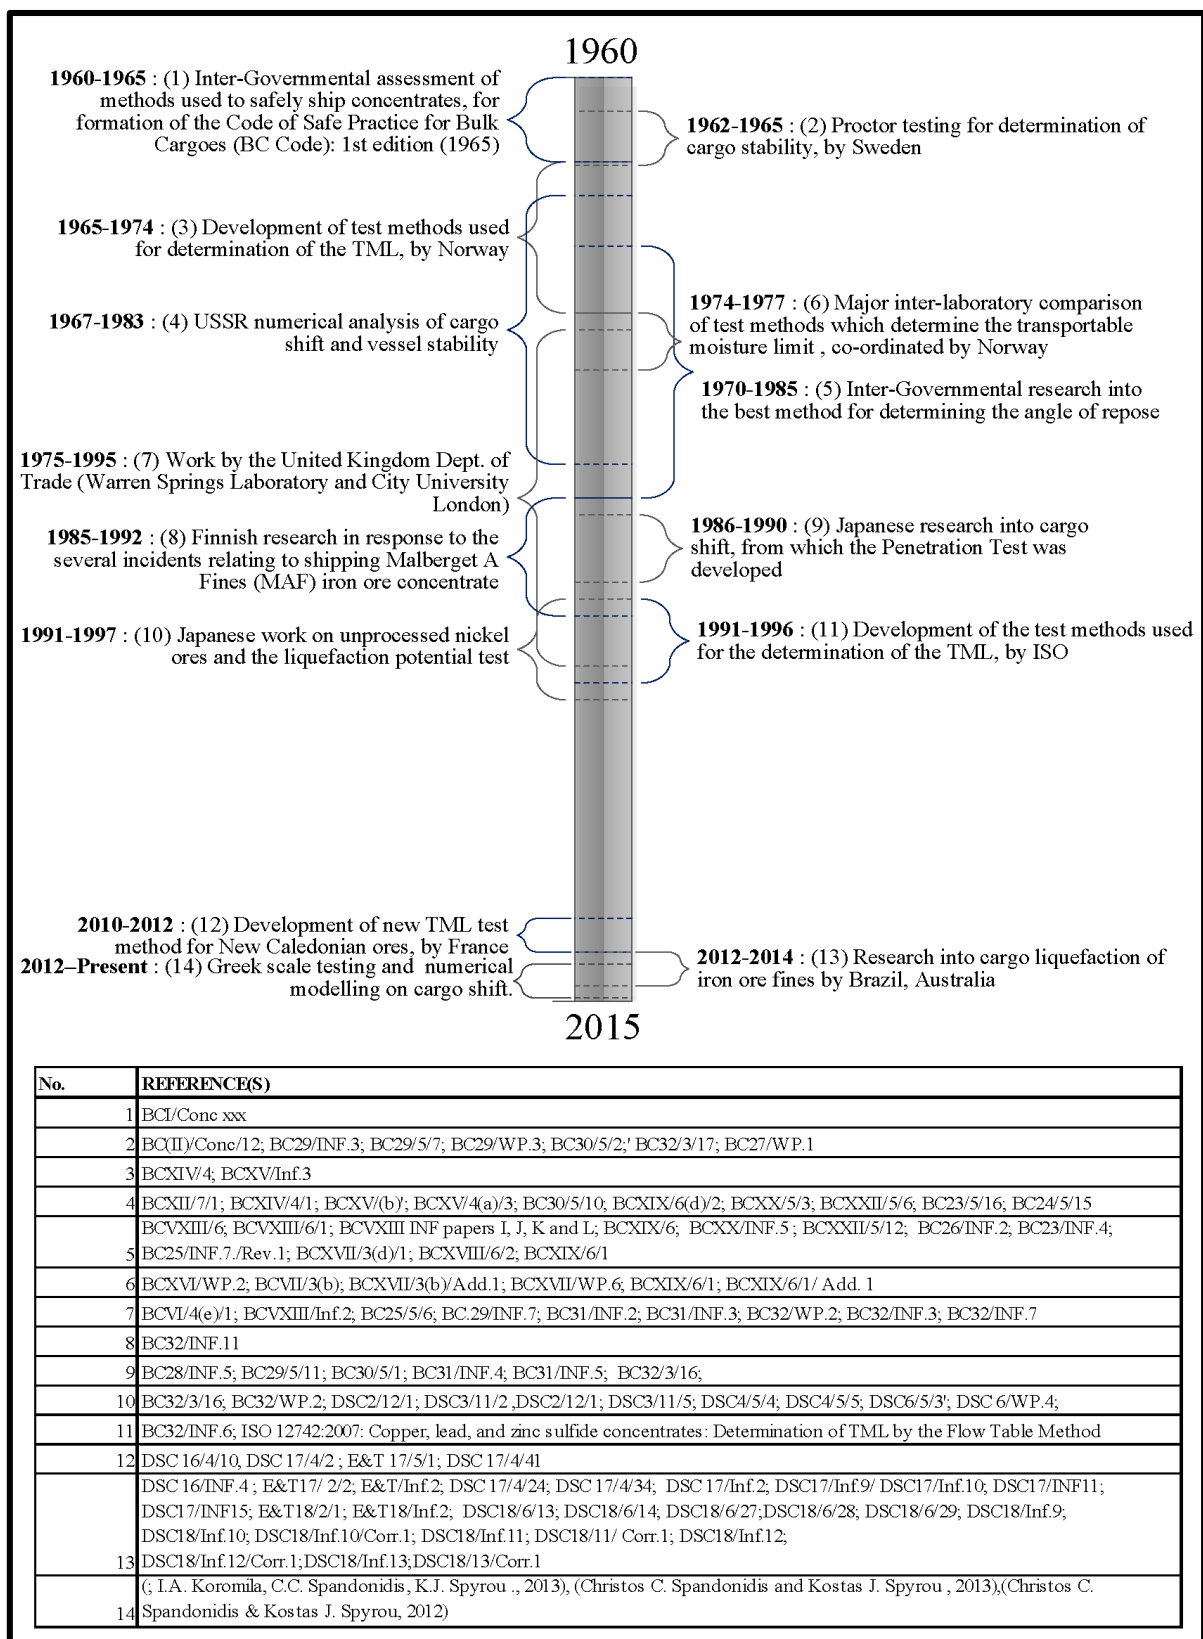 1960
1960-1965 : (1) Inter-Governmental assessment of
methods used to safely ship concentrates, for
formation of the Code of Safe Practice for Bulk
Cargoes (BC Code): 1st edition (1965)
1962-1965 : (2) Proctor testing for determination of
cargo stability, by Sweden
1965-1974 : (3) Development of test methods used
for determination of the TML, by Norway
1967-1983 : (4) USSR numerical analysis of cargo
shift and vessel stability
1974-1977 : (6) Major inter-laboratory comparison
of test methods which determine the transportable
moisture limit , co-ordinated by Norway
1970-1985 : (5) Inter-Governmental research into
the best method for determining the angle of repose
1975-1995 : (7) Work by the United Kingdom Dept. of
Trade (Warren Springs Laboratory and City University
London)
1985-1992 : (8) Finnish research in response to the
several incidents relating to shipping Malberget A
Fines (MAF) iron ore concentrate
1986-1990 : (9) Japanese research into cargo
shift, from which the Penetration Test was
developed
1991-1997 : (10) Japanese work on unprocessed nickel
ores and the liquefaction potential test
1991-1996 : (11) Development of the test methods used
for the determination of the TML, by ISO
2010-2012 : (12) Development of new TML test
method for New Caledonian ores, by France
2012–Present : (14) Greek scale testing and numerical
modelling on cargo shift.
2012-2014 : (13) Research into cargo liquefaction of
iron ore fines by Brazil, Australia
2015
No. REFERENCE(S)
1 BCI/Conc xxx
2 BC(II)/Conc/12; BC29/INF.3; BC29/5/7; BC29/WP.3; BC30/5/2;' BC32/3/17; BC27/WP.1
3 BCXIV/4; BCXV/Inf.3
4 BCXII/7/1; BCXIV/4/1; BCXV/(b)'; BCXV/4(a)/3; BC30/5/10; BCXIX/6(d)/2; BCXX/5/3; BCXXII/5/6; BC23/5/16; BC24/5/15
BCVXIII/6; BCVXIII/6/1; BCVXIII INF papers I, J, K and L; BCXIX/6; BCXX/INF.5 ; BCXXII/5/12; BC26/INF.2; BC23/INF.4;
5 BC25/INF.7./Rev.1; BCXVII/3(d)/1; BCXVIII/6/2; BCXIX/6/1
6 BCXVI/WP.2; BCVII/3(b); BCXVII/3(b)/Add.1; BCXVII/WP.6; BCXIX/6/1; BCXIX/6/1/ Add. 1
7 BCVI/4(e)/1; BCVXIII/Inf.2; BC25/5/6; BC.29/INF.7; BC31/INF.2; BC31/INF.3; BC32/WP.2; BC32/INF.3; BC32/INF.7
8 BC32/INF.11
9 BC28/INF.5; BC29/5/11; BC30/5/1; BC31/INF.4; BC31/INF.5; BC32/3/16;
10 BC32/3/16; BC32/WP.2; DSC2/12/1; DSC3/11/2 ,DSC2/12/1; DSC3/11/5; DSC4/5/4; DSC4/5/5; DSC6/5/3'; DSC 6/WP.4;
11 BC32/INF.6; ISO 12742:2007: Copper, lead, and zinc sulfide concentrates: Determination of TML by the Flow Table Method
12 DSC 16/4/10, DSC 17/4/2 ; E&T 17/5/1; DSC 17/4/41
DSC 16/INF.4 ; E&T17/ 2/2; E&T/Inf.2; DSC 17/4/24; DSC 17/4/34; DSC 17/Inf.2; DSC17/Inf.9/ DSC17/Inf.10; DSC17/INF11;
DSC17/INF15; E&T18/2/1; E&T18/Inf.2; DSC18/6/13; DSC18/6/14; DSC18/6/27;DSC18/6/28; DSC18/6/29; DSC18/Inf.9;
DSC18/Inf.10; DSC18/Inf.10/Corr.1; DSC18/Inf.11; DSC18/11/ Corr.1; DSC18/Inf.12;
13 DSC18/Inf.12/Corr.1;DSC18/Inf.13;DSC18/13/Corr.1
(; I.A. Koromila, C.C. Spandonidis, K.J. Spyrou ., 2013), (Christos C. Spandonidis and Kostas J. Spyrou , 2013),(Christos C.
14 Spandonidis & Kostas J. Spyrou, 2012)